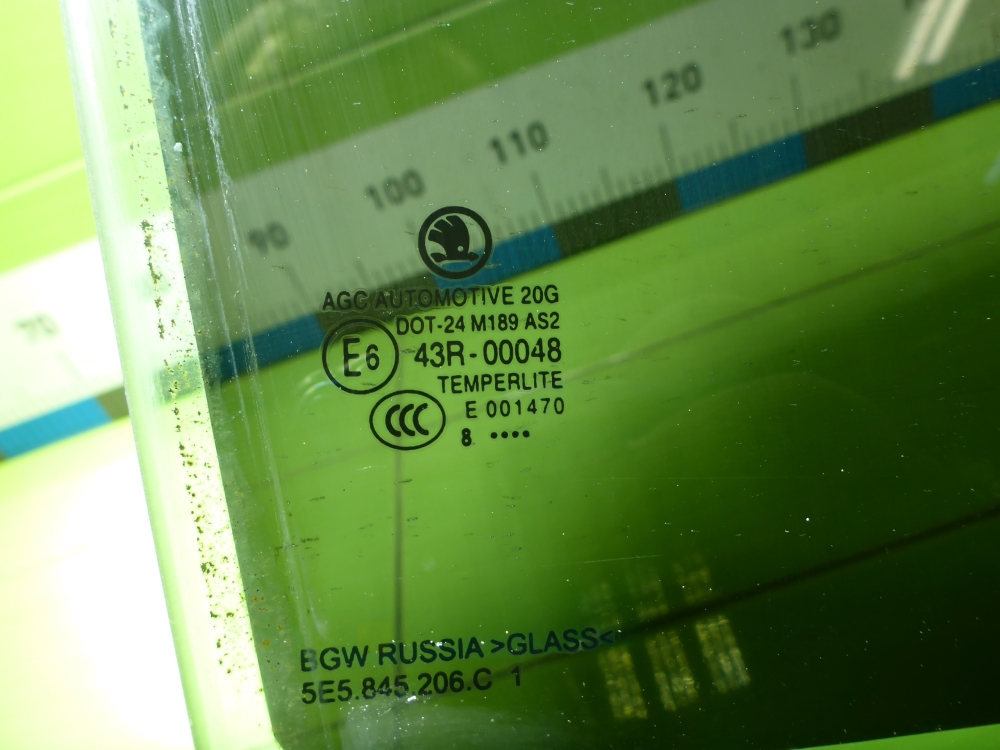 130
120
110
100
90
70
AGC AUTOMOTIVE 20G
DOT-24 M189 AS2
E6 43R-00048
TEMPERLITE
CCC E 001470
8 ••••
BGW RUSSIA >GLASS<
5E5.845.206.C 1